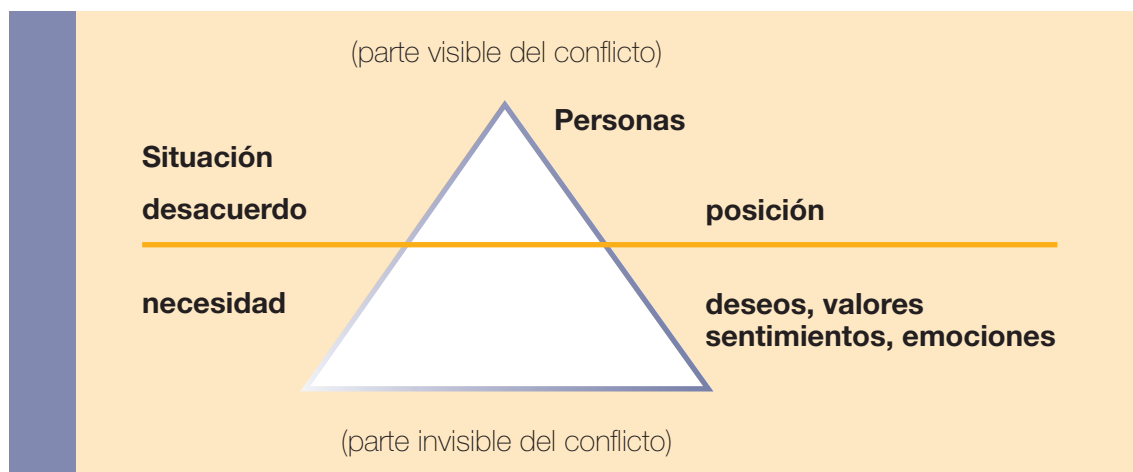 (parte visible del conflicto)
Personas
Situación
desacuerdo
posición
necesidad
deseos, valores
sentimientos, emociones
(parte invisible del conflicto)